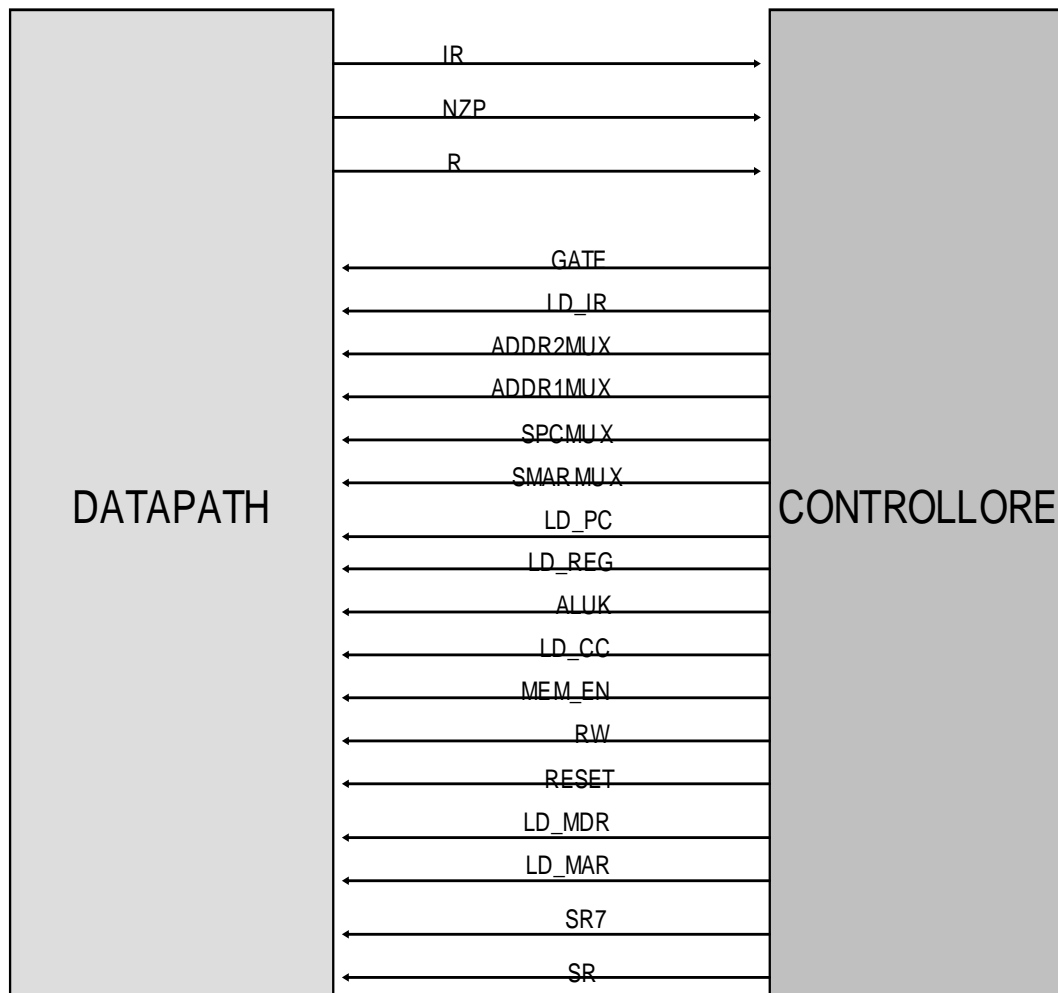 IR
NZP
R
GATE
LD_IR
ADDR2MUX
ADDR1MUX
SPCMUX
SMARMUX
DATAPATH
CONTROLLORE
LD_PC
LD_REG
ALUK
LD_CC
MEM_EN
RW
RESET
LD_MDR
LD_MAR
SR7
SR